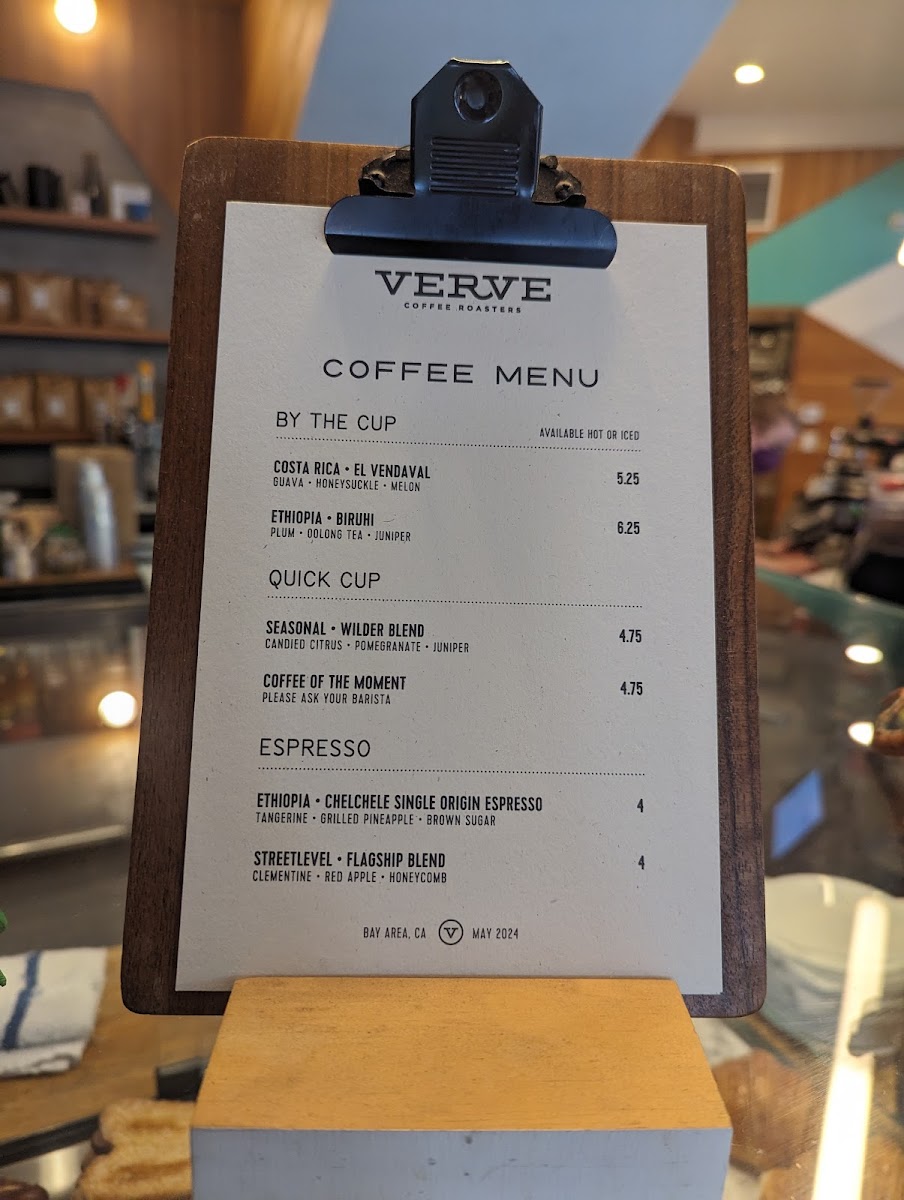 VERVE
COFFEE ROASTERS
COFFEE MENU
BY THE CUP
AVAILABLE HOT OR ICED
COSTA RICA • EL VENDAVAL 5.25
GUAVA • HONEYSUCKLE • MELON
ETHIOPIA • BIRUHI 6.25
PLUM • OOLONG TEA • JUNIPER
QUICK CUP
SEASONAL • WILDER BLEND 4.75
CANDIED CITRUS • POMEGRANATE • JUNIPER
COFFEE OF THE MOMENT 4.75
PLEASE ASK YOUR BARISTA
ESPRESSO
ETHIOPIA • CHELCHELE SINGLE ORIGIN ESPRESSO 4
TANGERINE • GRILLED PINEAPPLE • BROWN SUGAR
STREETLEVEL • FLAGSHIP BLEND 4
CLEMENTINE • RED APPLE • HONEYCOMB
BAY AREA, CA V MAY 2024